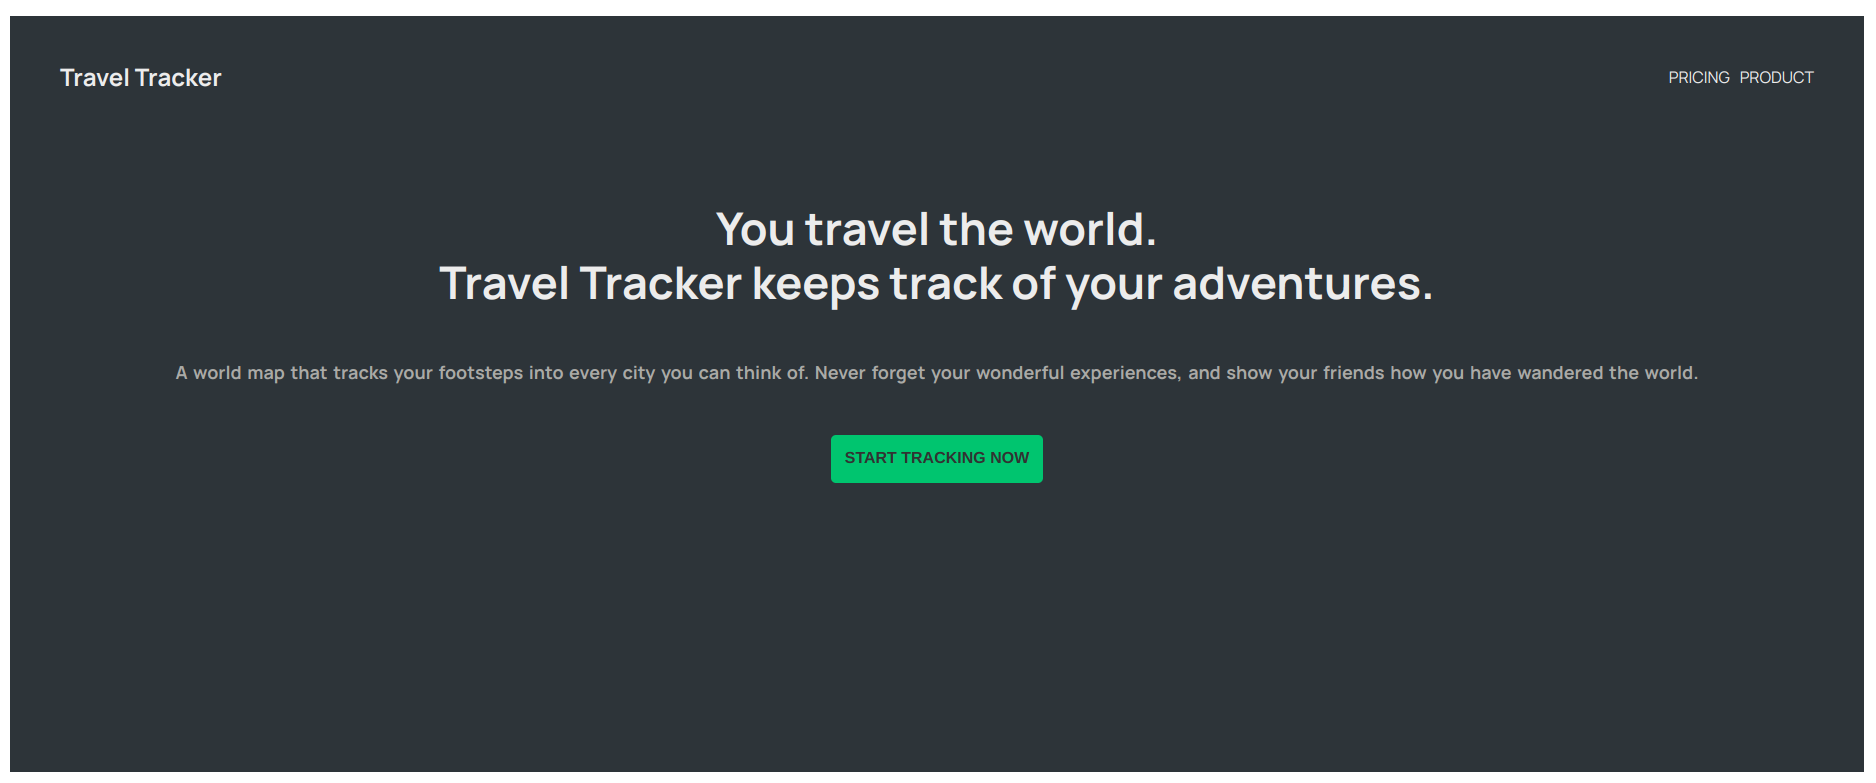 Travel Tracker
PRICING PRODUCT
You travel the world.
Travel Tracker keeps track of your adventures.
A world map that tracks your footsteps into every city you can think of. Never forget your wonderful experiences, and show your friends how you have wandered the world.
START TRACKING NOW